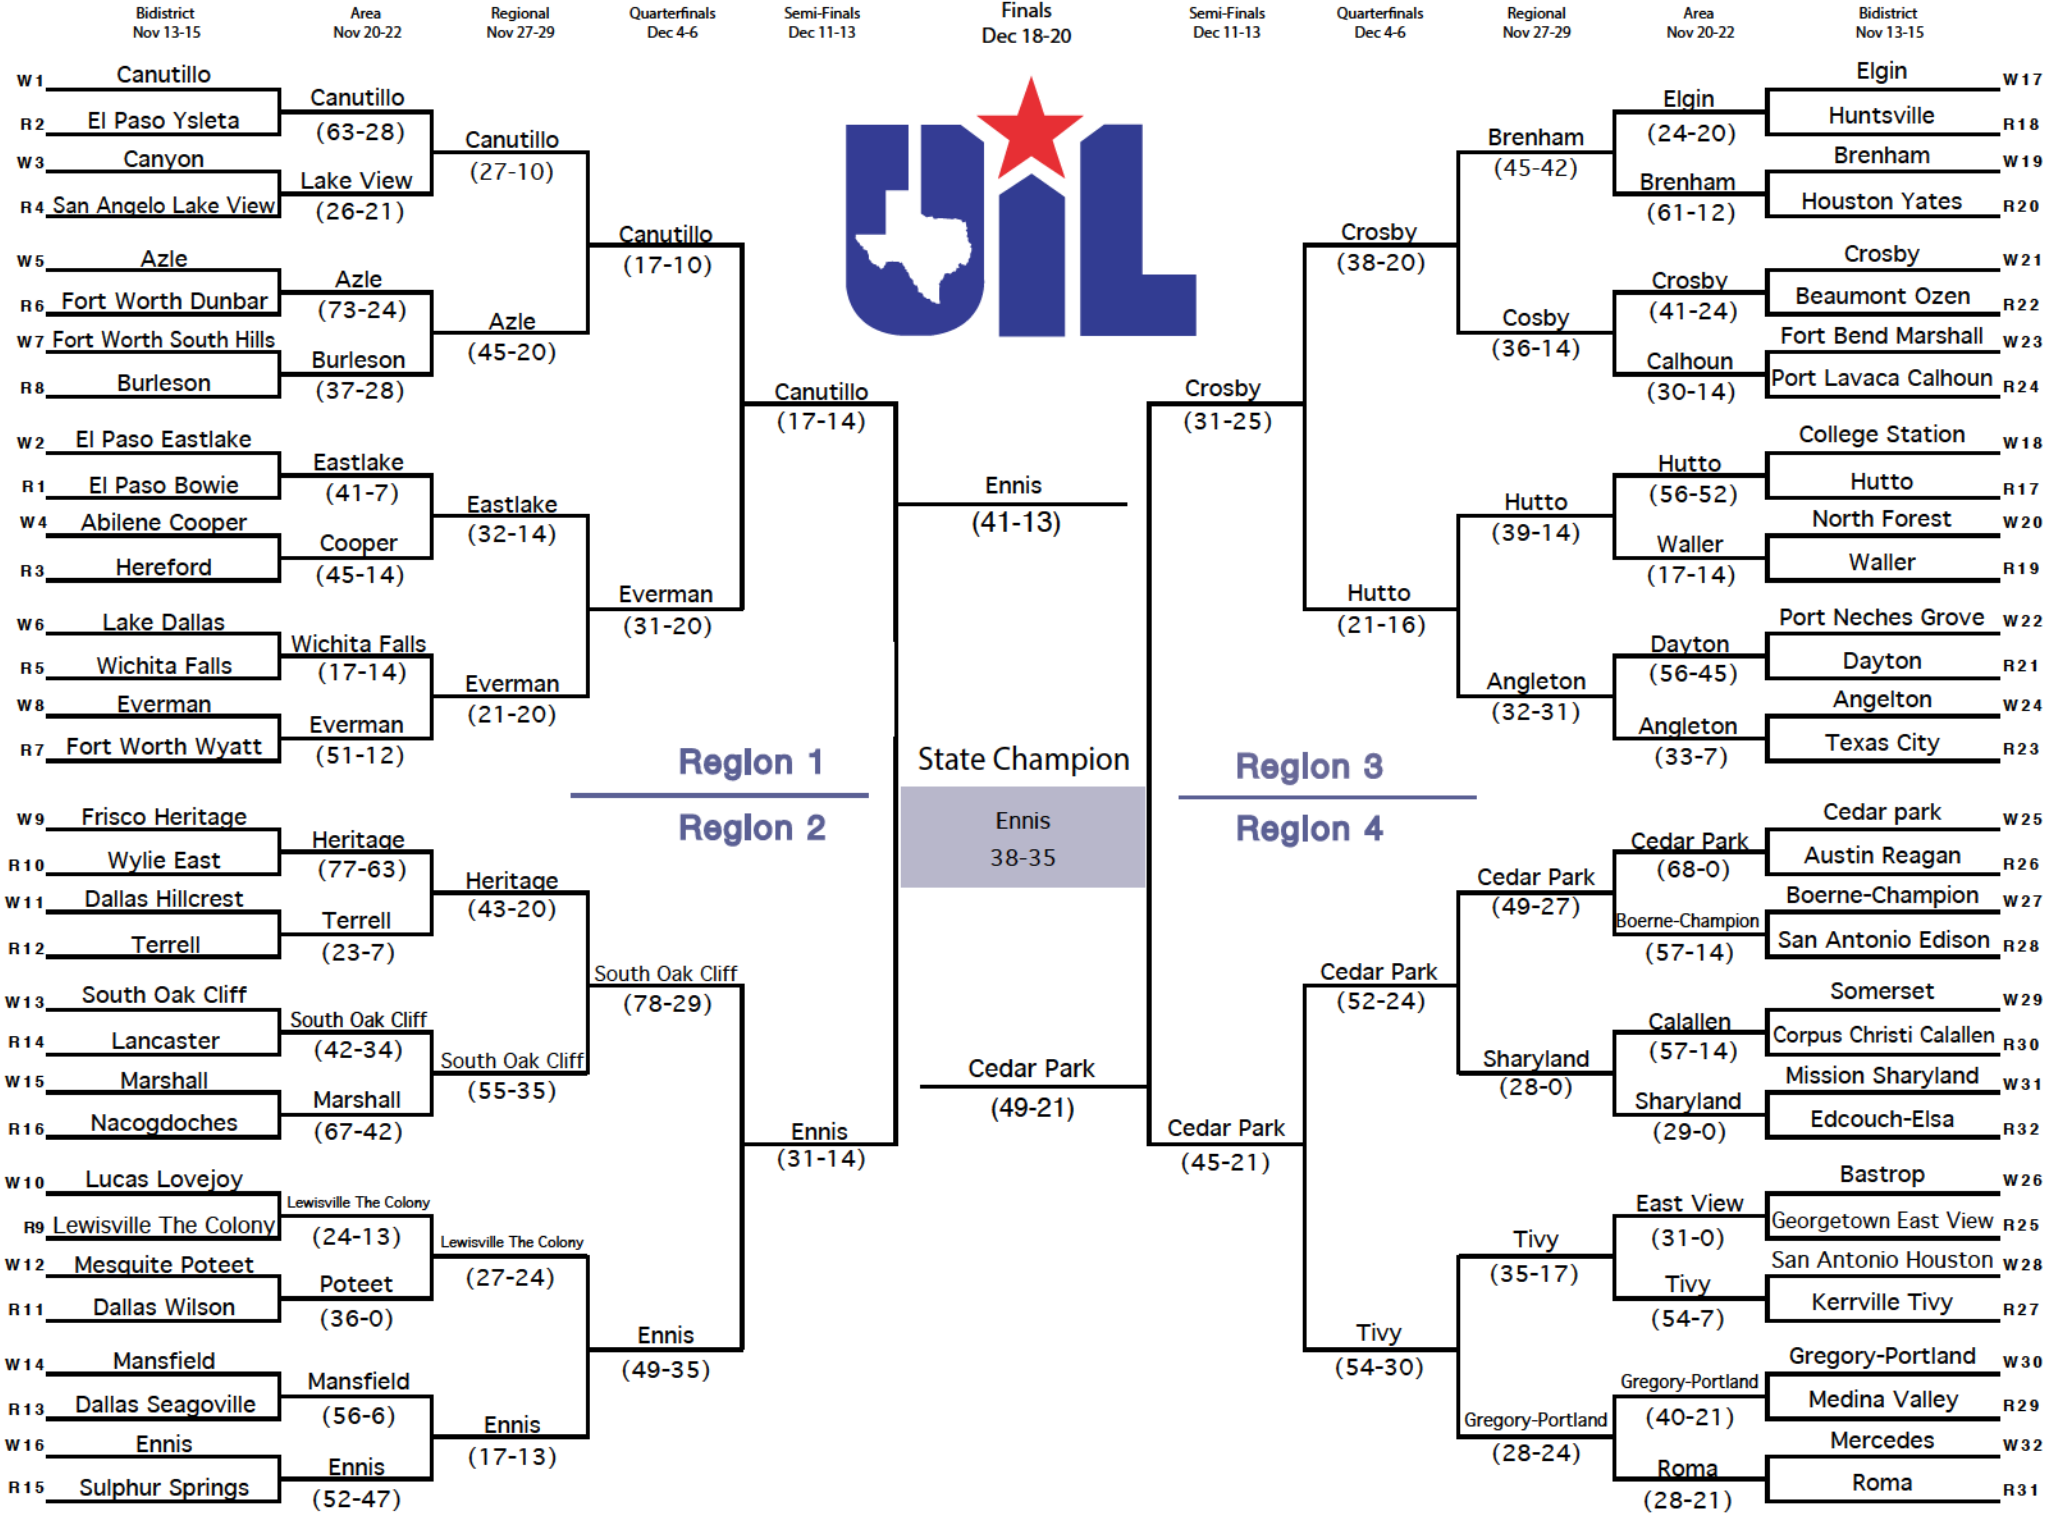 Bidistrict
Nov 13-15
Area
Nov 20-22
Regional
Nov 27-29
Quarterfinals
Dec 4-6
Semi-Finals
Dec 11-13
Finals
Dec 18-20
Semi-Finals
Dec 11-13
Quarterfinals
Dec 4-6
Regional
Nov 27-29
Area
Nov 20-22
Bidistrict
Nov 13-15
W1 Canutillo
R2 El Paso Ysleta
W3 Canyon
R4 San Angelo Lake View
W5 Azle
R6 Fort Worth Dunbar
W7 Fort Worth South Hills
R8 Burleson
W2 El Paso Eastlake
R1 El Paso Bowie
W4 Abilene Cooper
R3 Hereford
W6 Lake Dallas
R5 Wichita Falls
W8 Everman
R7 Fort Worth Wyatt
W9 Frisco Heritage
R10 Wylie East
W11 Dallas Hillcrest
R12 Terrell
W13 South Oak Cliff
R14 Lancaster
W15 Marshall
R16 Nacogdoches
W10 Lucas Lovejoy
R9 Lewisville The Colony
W12 Mesquite Poteet
R11 Dallas Wilson
W14 Mansfield
R13 Dallas Seagoville
W16 Ennis
R15 Sulphur Springs
Canutillo
(63-28)
Lake View
(26-21)
Azle
(73-24)
Burleson
(37-28)
Eastlake
(41-7)
Cooper
(45-14)
Wichita Falls
(17-14)
Everman
(51-12)
Heritage
(77-63)
Terrell
(23-7)
South Oak Cliff
(42-34)
Marshall
(67-42)
Lewisville The Colony
(24-13)
Poteet
(36-0)
Mansfield
(56-6)
Ennis
(52-47)
Canutillo
(27-10)
Azle
(45-20)
Eastlake
(32-14)
Everman
(21-20)
Heritage
(43-20)
South Oak Cliff
(55-35)
Lewisville The Colony
(27-24)
Ennis
(17-13)
Canutillo
(17-10)
Everman
(31-20)
South Oak Cliff
(78-29)
Ennis
(49-35)
Canutillo
(17-14)
Ennis
(31-14)
Region 1
Region 2
UIL
Ennis
(41-13)
State Champion
Ennis
38-35
Cedar Park
(49-21)
Region 3
Region 4
Crosby
(31-25)
Cedar Park
(45-21)
Crosby
(38-20)
Hutto
(21-16)
Cedar Park
(52-24)
Tivy
(54-30)
Brenham
(45-42)
Cosby
(36-14)
Hutto
(39-14)
Angleton
(32-31)
Cedar Park
(49-27)
Sharyland
(28-0)
Tivy
(35-17)
Gregory-Portland
(28-24)
Elgin
(24-20)
Brenham
(61-12)
Crosby
(41-24)
Calhoun
(30-14)
Hutto
(56-52)
Waller
(17-14)
Dayton
(56-45)
Angleton
(33-7)
Cedar Park
(68-0)
Boerne-Champion
(57-14)
Calallen
(57-14)
Sharyland
(29-0)
East View
(31-0)
Tivy
(54-7)
Gregory-Portland
(40-21)
Roma
(28-21)
Elgin W17
Huntsville R18
Brenham W19
Houston Yates R20
Crosby W21
Beaumont Ozen R22
Fort Bend Marshall W23
Port Lavaca Calhoun R24
College Station W18
Hutto R17
North Forest W20
Waller R19
Port Neches Grove W22
Dayton R21
Angelton W24
Texas City R23
Cedar park W25
Austin Reagan R26
Boerne-Champion W27
San Antonio Edison R28
Somerset W29
Corpus Christi Calallen R30
Mission Sharyland W31
Edcouch-Elsa R32
Bastrop W26
Georgetown East View R25
San Antonio Houston W28
Kerrville Tivy R27
Gregory-Portland W30
Medina Valley R29
Mercedes W32
Roma R31